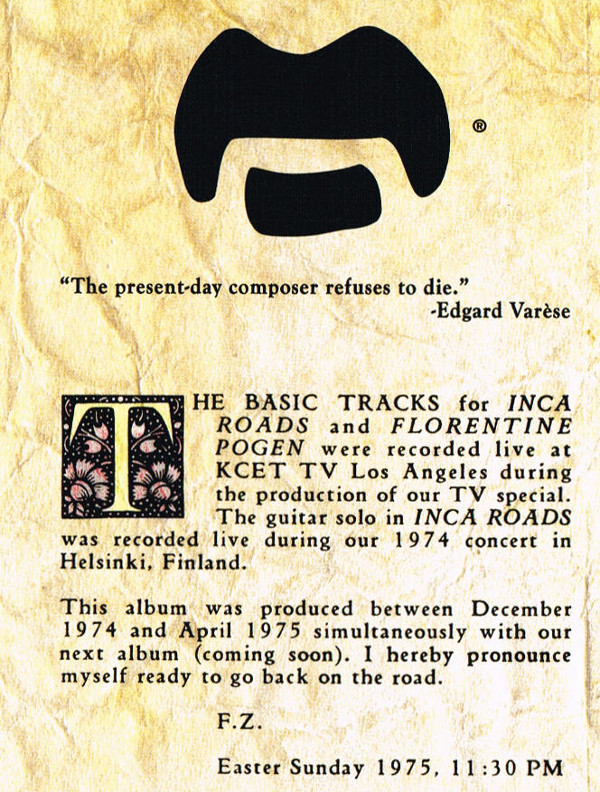 ®
“The present-day composer refuses to die.”
-Edgard Varèse
THE BASIC TRACKS for INCA
ROADS and FLORENTINE
POGEN were recorded live at
KCET TV Los Angeles during
the production of our TV special.
The guitar solo in INCA ROADS
was recorded live during our 1974 concert in
Helsinki, Finland.
This album was produced between December
1974 and April 1975 simultaneously with our
next album (coming soon). I hereby pronounce
myself ready to go back on the road.
F.Z.
Easter Sunday 1975, 11:30 PM